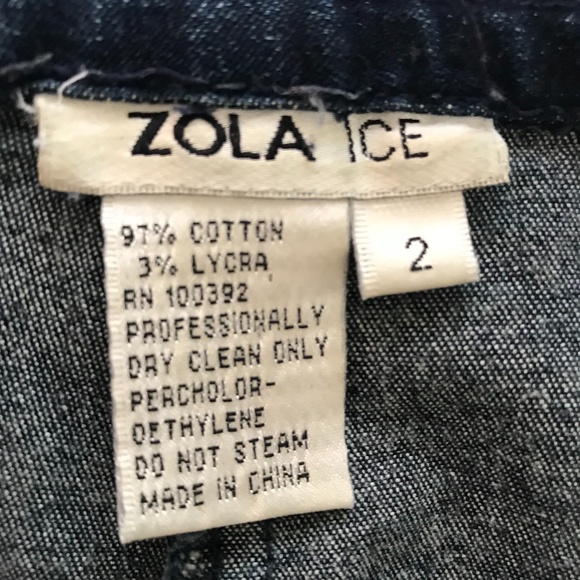 ZOLA ICE
2
97% COTTON
3% LYCRA
RN 100392
PROFESSIONALLY
DRY CLEAN ONLY
PERCHOLOR-
OETHYLENE
DO NOT STEAM
MADE IN CHINA